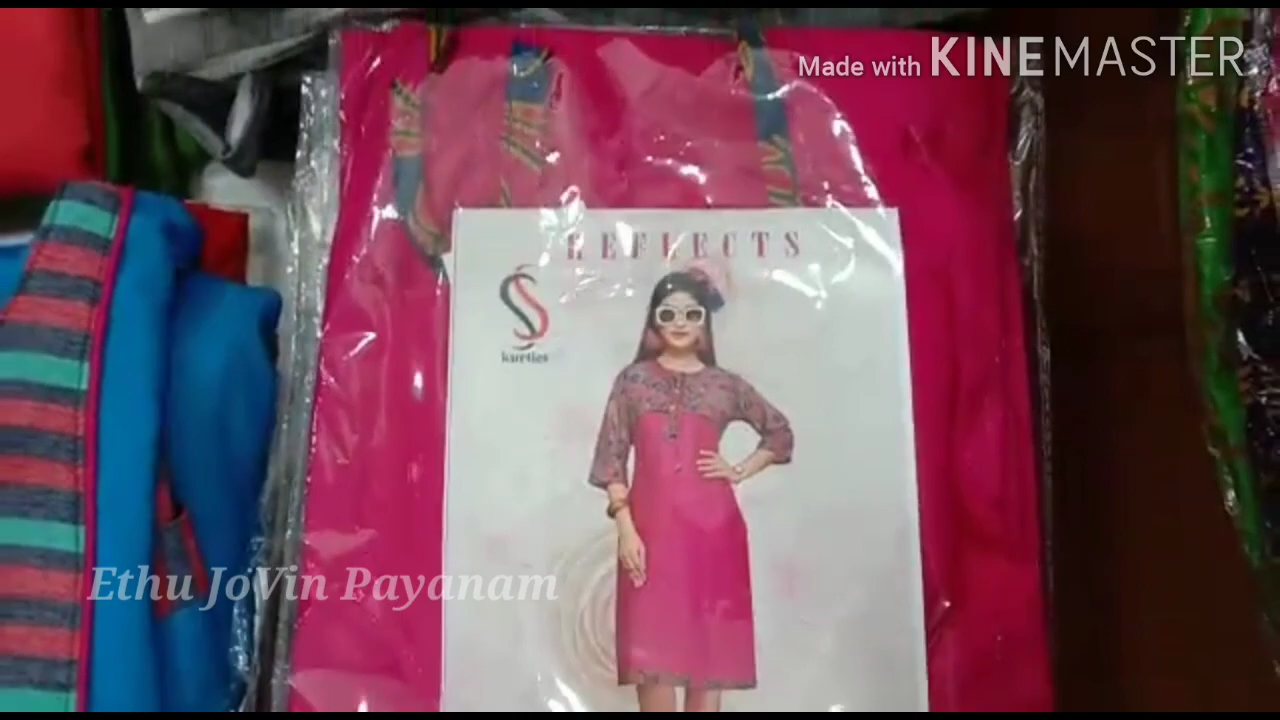 Made with KINEMASTER
REFLECTS
S
kurties
Ethu JoVin Payanam